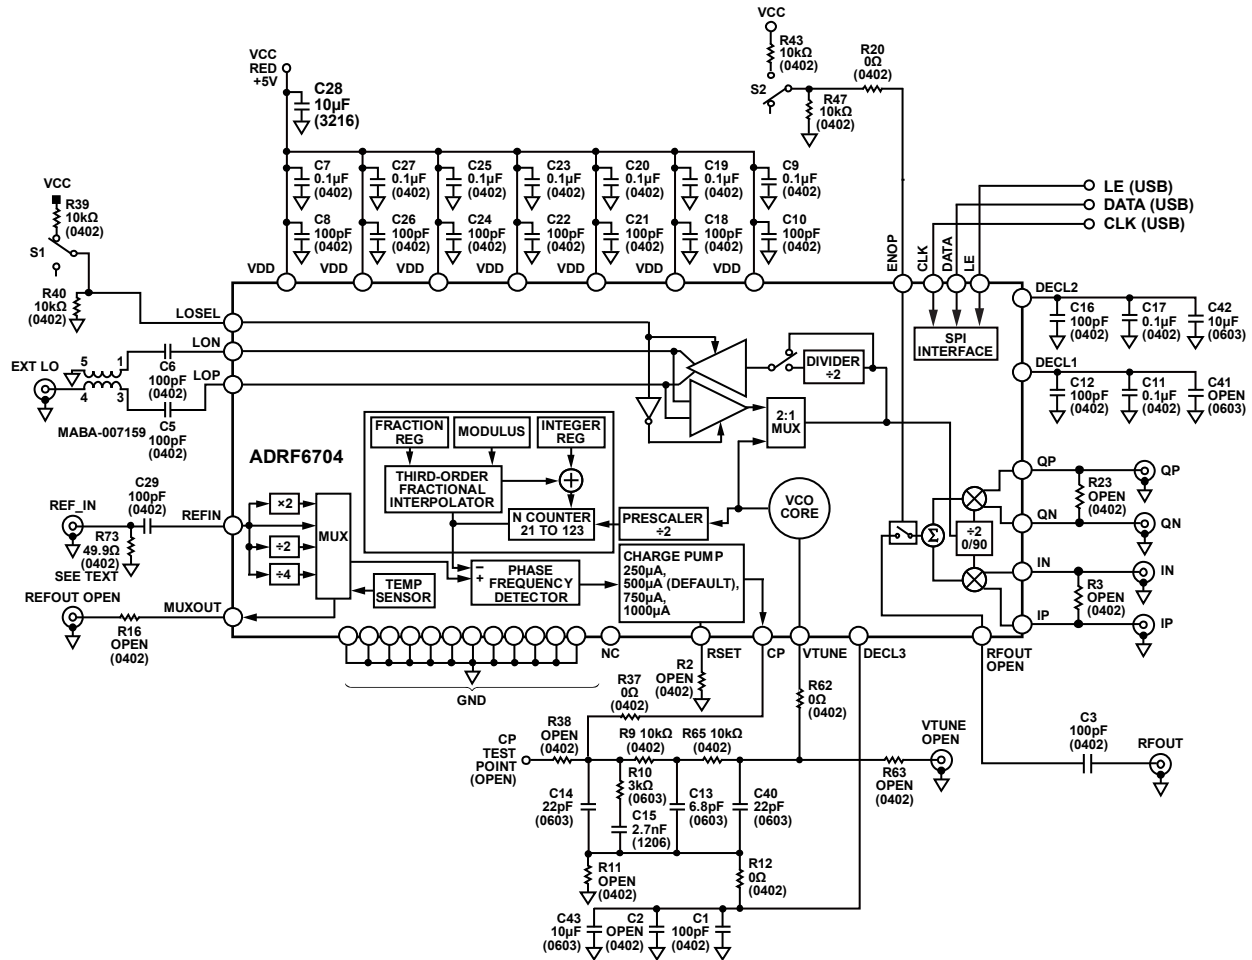 VCC
R43
10kΩ
(0402)
R20
0Ω
(0402)
S2
R47
10kΩ
(0402)
VCC
RED
+5V
C28
10µF
(3216)
C7
0.1µF
(0402)
C27
0.1µF
(0402)
C25
0.1µF
(0402)
C23
0.1µF
(0402)
C20
0.1µF
(0402)
C19
0.1µF
(0402)
C9
0.1µF
(0402)
C8
100pF
(0402)
C26
100pF
(0402)
C24
100pF
(0402)
C22
100pF
(0402)
C21
100pF
(0402)
C18
100pF
(0402)
C10
100pF
(0402)
VDD
VDD
VDD
VDD
VDD
VDD
VDD
VCC
R39
10kΩ
(0402)
S1
R40
10kΩ
(0402)
LE (USB)
DATA (USB)
CLK (USB)
ENOP
CLK
DATA
LE
SPI
INTERFACE
DECL2
C16
100pF
(0402)
C17
0.1µF
(0402)
C42
10µF
(0603)
DECL1
C12
100pF
(0402)
C11
0.1µF
(0402)
C41
OPEN
(0603)
LOSEL
LON
LOP
EXT LO
5
1
4
3
C6
100pF
(0402)
C5
100pF
(0402)
MABA-007159
DIVIDER
÷2
2:1
MUX
ADRF6704
FRACTION
REG
MODULUS
INTEGER
REG
THIRD-ORDER
FRACTIONAL
INTERPOLATOR
+
N COUNTER
21 TO 123
PRESCALER
÷2
VCO
CORE
C29
100pF
(0402)
REF_IN
REFIN
R73
49.9Ω
(0402)
SEE TEXT
×2
÷2
÷4
MUX
TEMP
SENSOR
−
+
PHASE
FREQUENCY
DETECTOR
CHARGE PUMP
250µA,
500µA (DEFAULT),
750µA,
1000µA
Σ
÷2
0/90
QP
QP
R23
OPEN
(0402)
QN
QN
IN
IN
R3
OPEN
(0402)
IP
IP
REFOUT OPEN
MUXOUT
R16
OPEN
(0402)
NC
RSET
CP
VTUNE
DECL3
RFOUT
OPEN
GND
R2
OPEN
(0402)
R37
0Ω
(0402)
R62
0Ω
(0402)
R38
OPEN
(0402)
R9 10kΩ
(0402)
R65 10kΩ
(0402)
CP
TEST
POINT
(OPEN)
VTUNE
OPEN
R63
OPEN
(0402)
C3
100pF
(0402)
RFOUT
C14
22pF
(0603)
R10
3kΩ
(0603)
C15
2.7nF
(1206)
C13
6.8pF
(0603)
C40
22pF
(0603)
R11
OPEN
(0402)
R12
0Ω
(0402)
C43
10µF
(0603)
C2
OPEN
(0402)
C1
100pF
(0402)